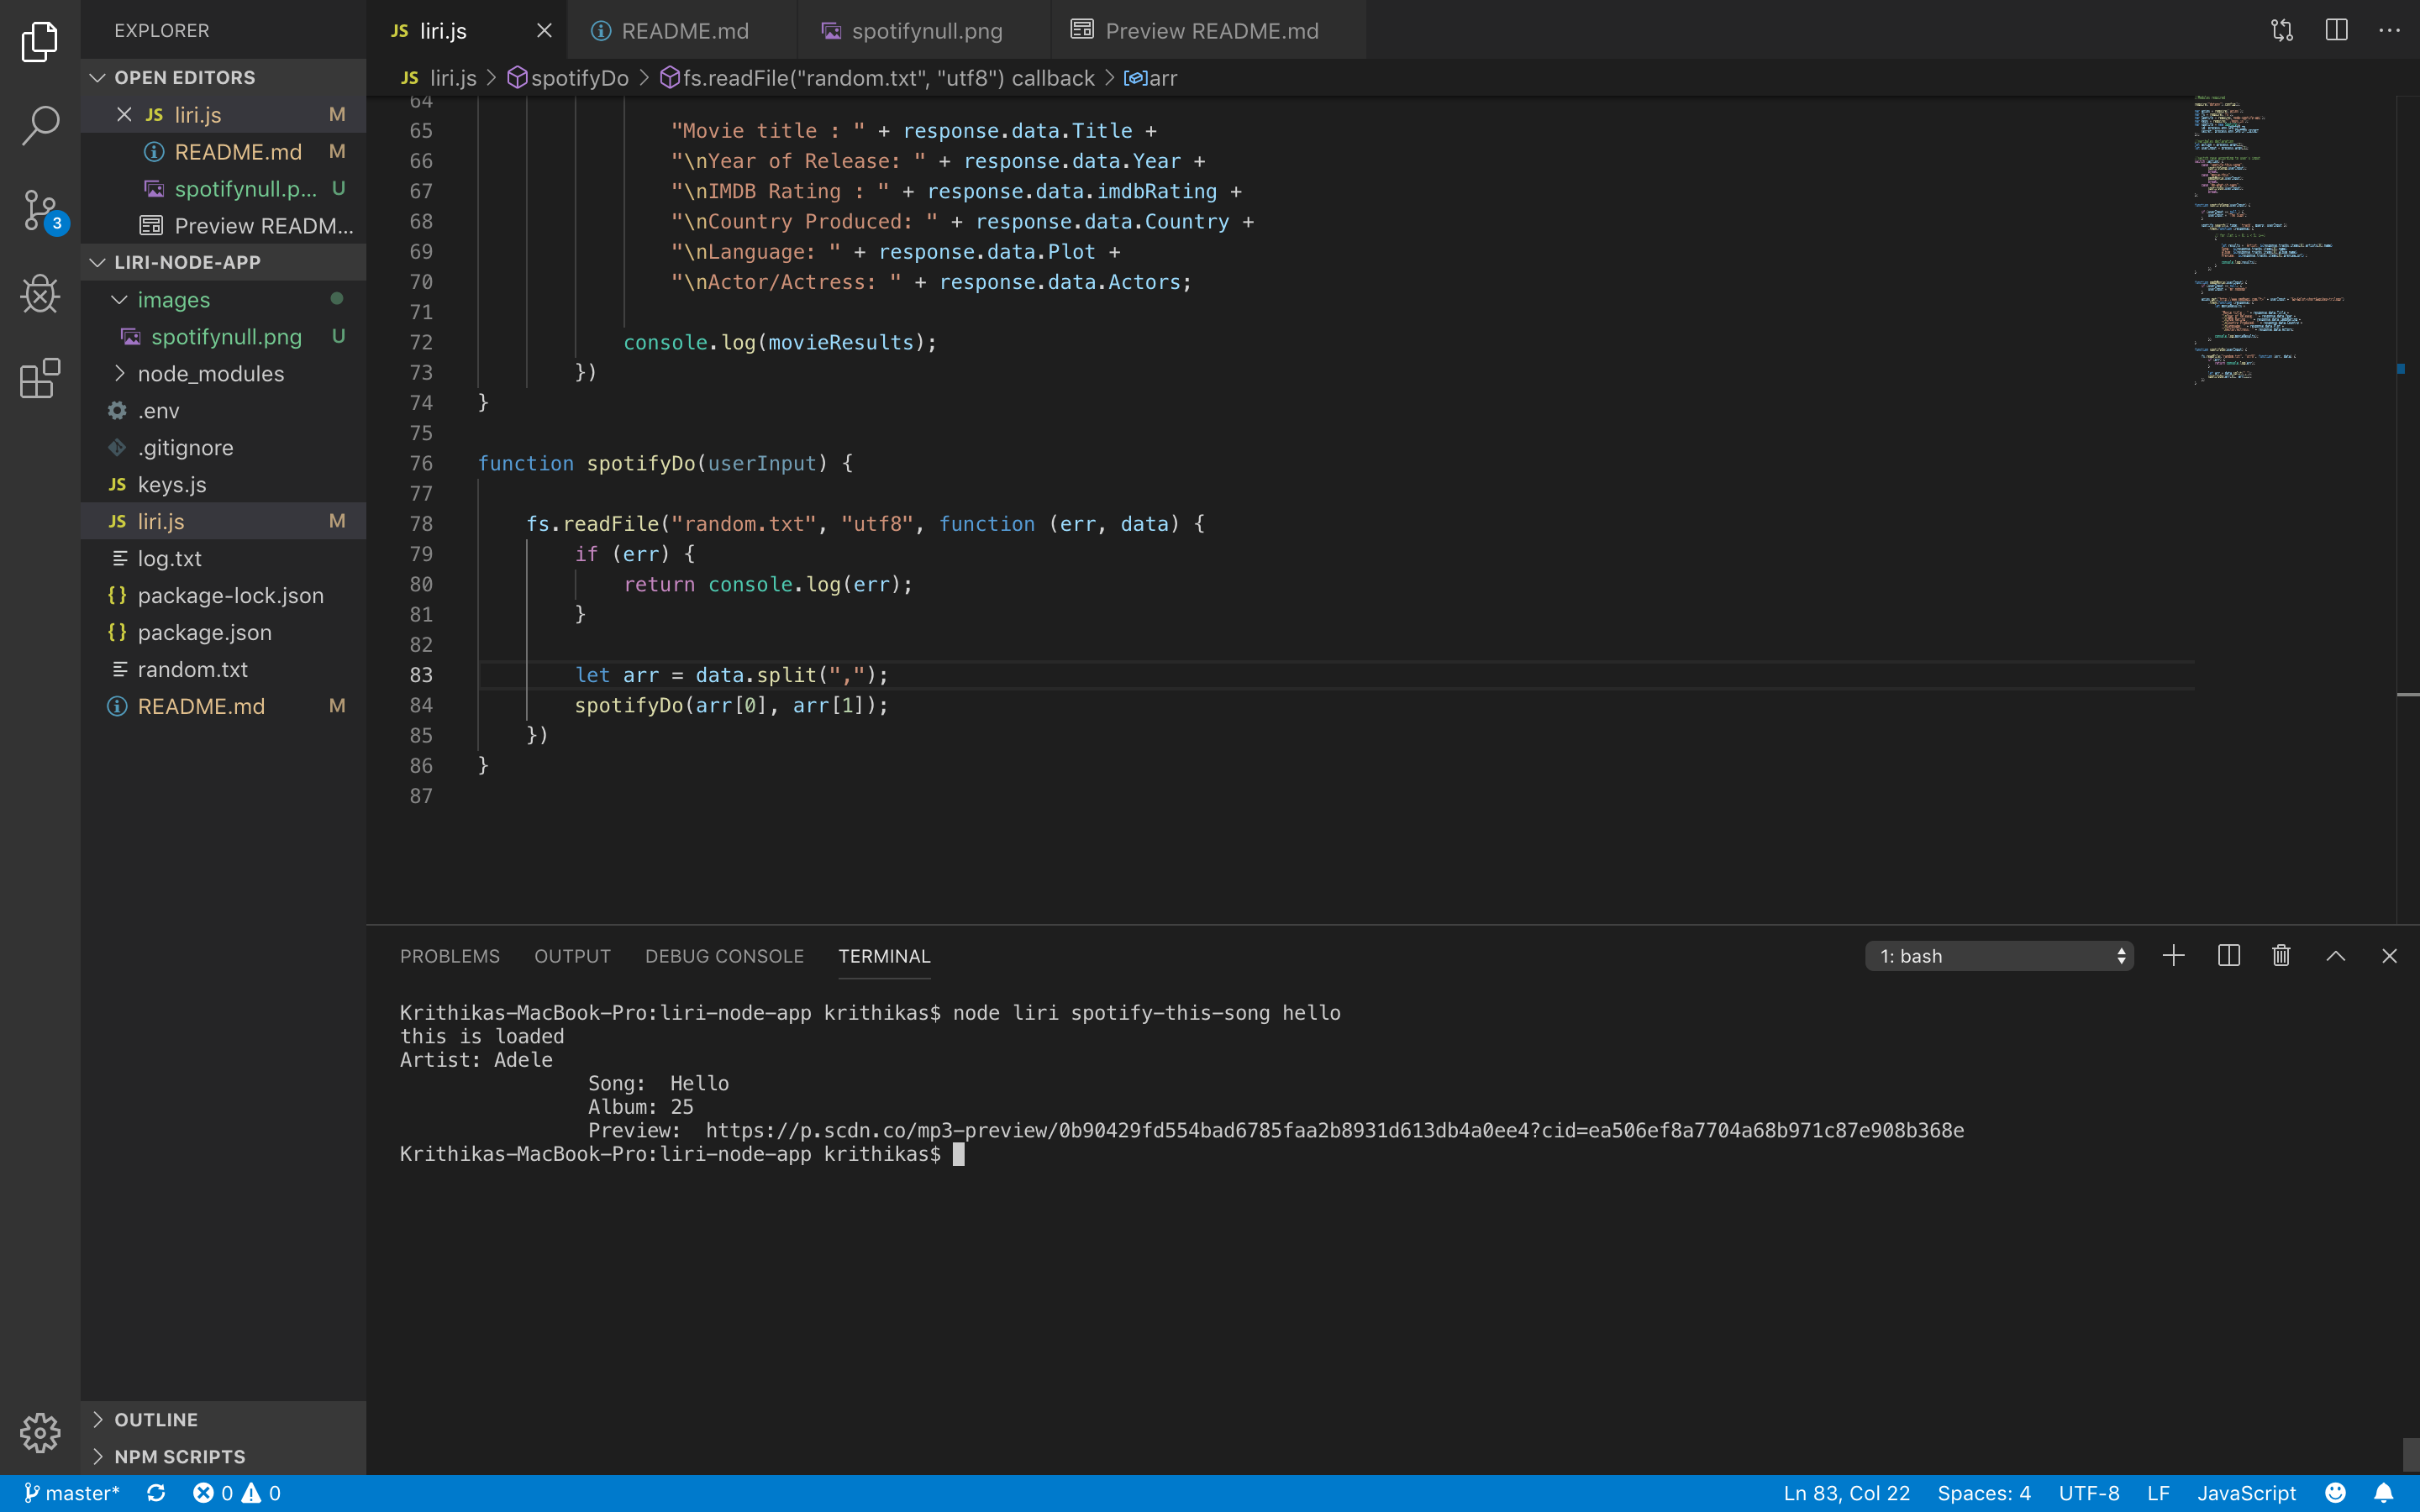 EXPLORER
JS liri.js
README.md
spotifynull.png
Preview README.md
OPEN EDITORS
JS liri.js M
README.md M
spotifynull.p... U
Preview READM...
3
LIRI-NODE-APP
images
spotifynull.png U
node_modules
.env
.gitignore
JS keys.js
JS liri.js M
log.txt
{} package-lock.json
{} package.json
random.txt
README.md M
OUTLINE
NPM SCRIPTS
JS liri.js > spotifyDo > fs.readFile("random.txt", "utf8") callback > arr
64
65 "Movie title : " + response.data.Title +
66 "\nYear of Release: " + response.data.Year +
67 "\nIMDB Rating : " + response.data.imdbRating +
68 "\nCountry Produced: " + response.data.Country +
69 "\nLanguage: " + response.data.Plot +
70 "\nActor/Actress: " + response.data.Actors;
71
72 console.log(movieResults);
73 })
74 }
75
76 function spotifyDo(userInput) {
77
78 fs.readFile("random.txt", "utf8", function (err, data) {
79 if (err) {
80 return console.log(err);
81 }
82
83 let arr = data.split(",");
84 spotifyDo(arr[0], arr[1]);
85 })
86 }
87
PROBLEMS OUTPUT DEBUG CONSOLE TERMINAL
1: bash
Krithikas-MacBook-Pro:liri-node-app krithikas$ node liri spotify-this-song hello
this is loaded
Artist: Adele
Song: Hello
Album: 25
Preview: https://p.scdn.co/mp3-preview/0b90429fd554bad6785faa2b8931d613db4a0ee4?cid=ea506ef8a7704a68b971c87e908b368e
Krithikas-MacBook-Pro:liri-node-app krithikas$
master* 0 0
Ln 83, Col 22 Spaces: 4 UTF-8 LF JavaScript